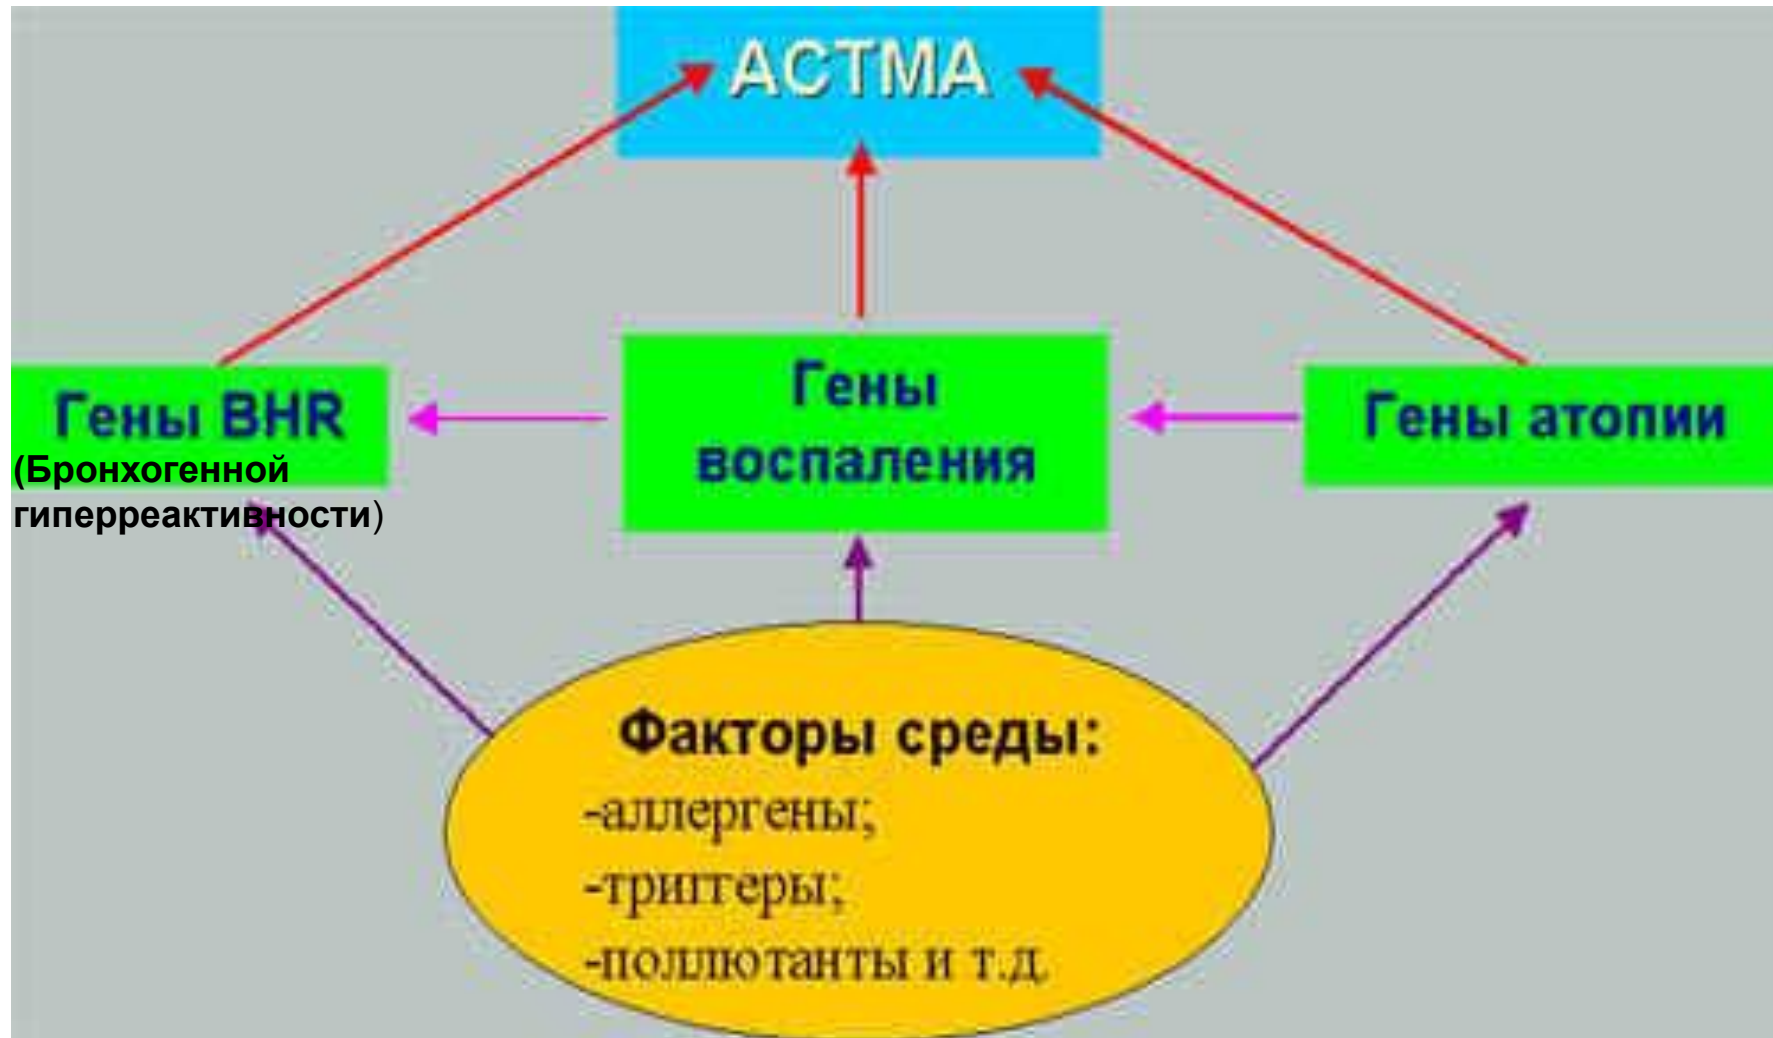 АСТМА
Гены BHR
(Бронхогенной
гиперреактивности)
Гены
воспаления
Гены атопии
Факторы среды:
-аллергены;
-триггеры;
-поллютанты и т.д.